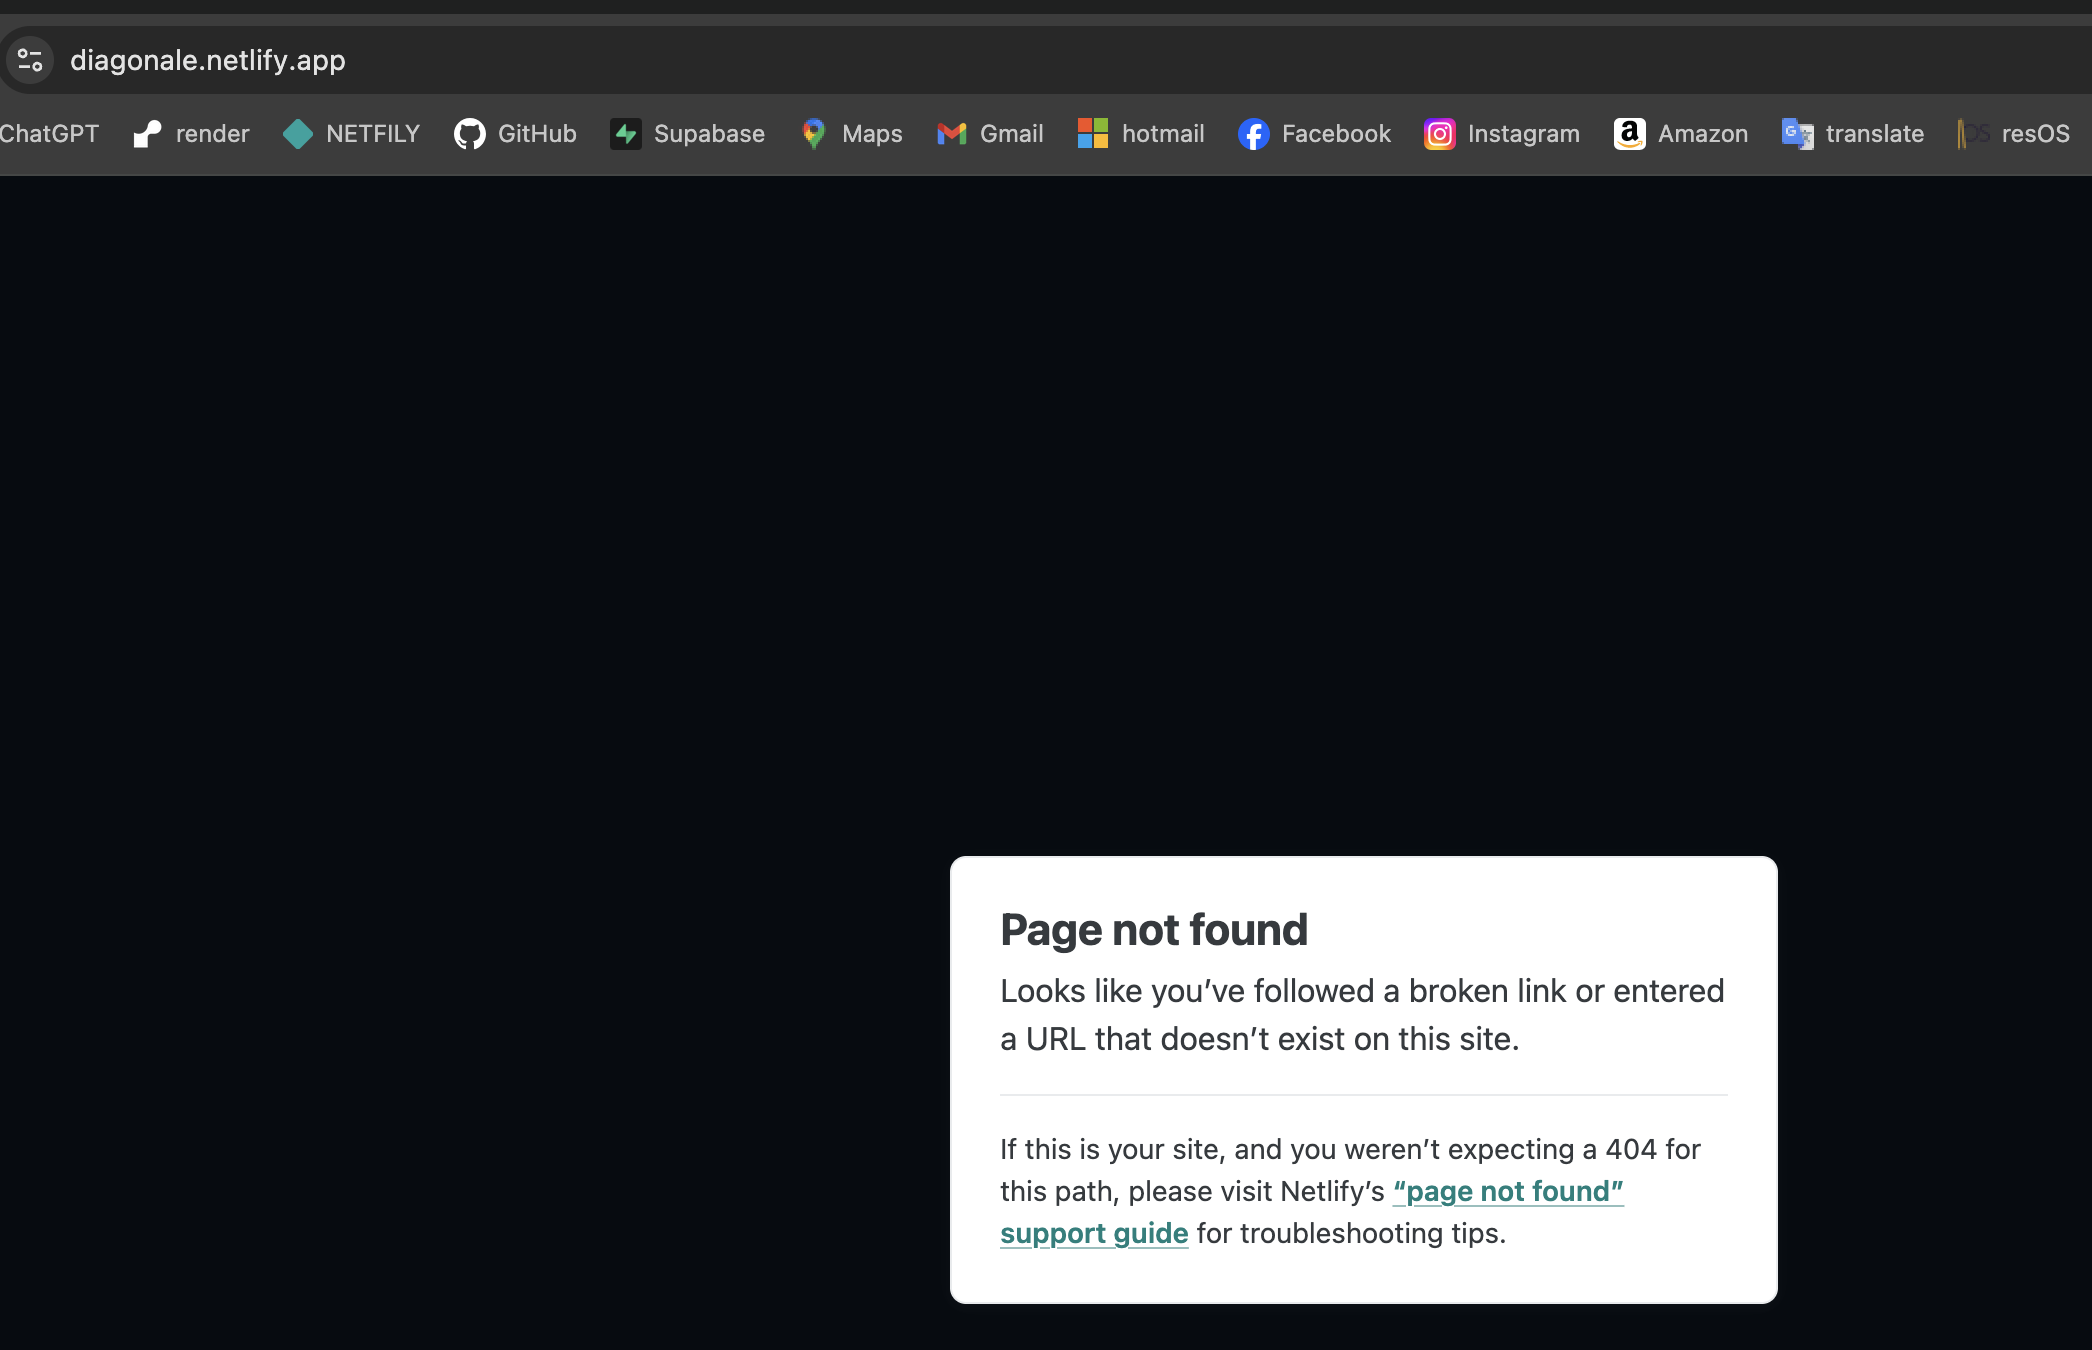 diagonale.netlify.app
ChatGPT render NETFILY GitHub Supabase Maps Gmail hotmail Facebook Instagram Amazon translate resOS
Page not found
Looks like you’ve followed a broken link or entered
a URL that doesn’t exist on this site.
If this is your site, and you weren’t expecting a 404 for
this path, please visit Netlify’s “page not found”
support guide for troubleshooting tips.